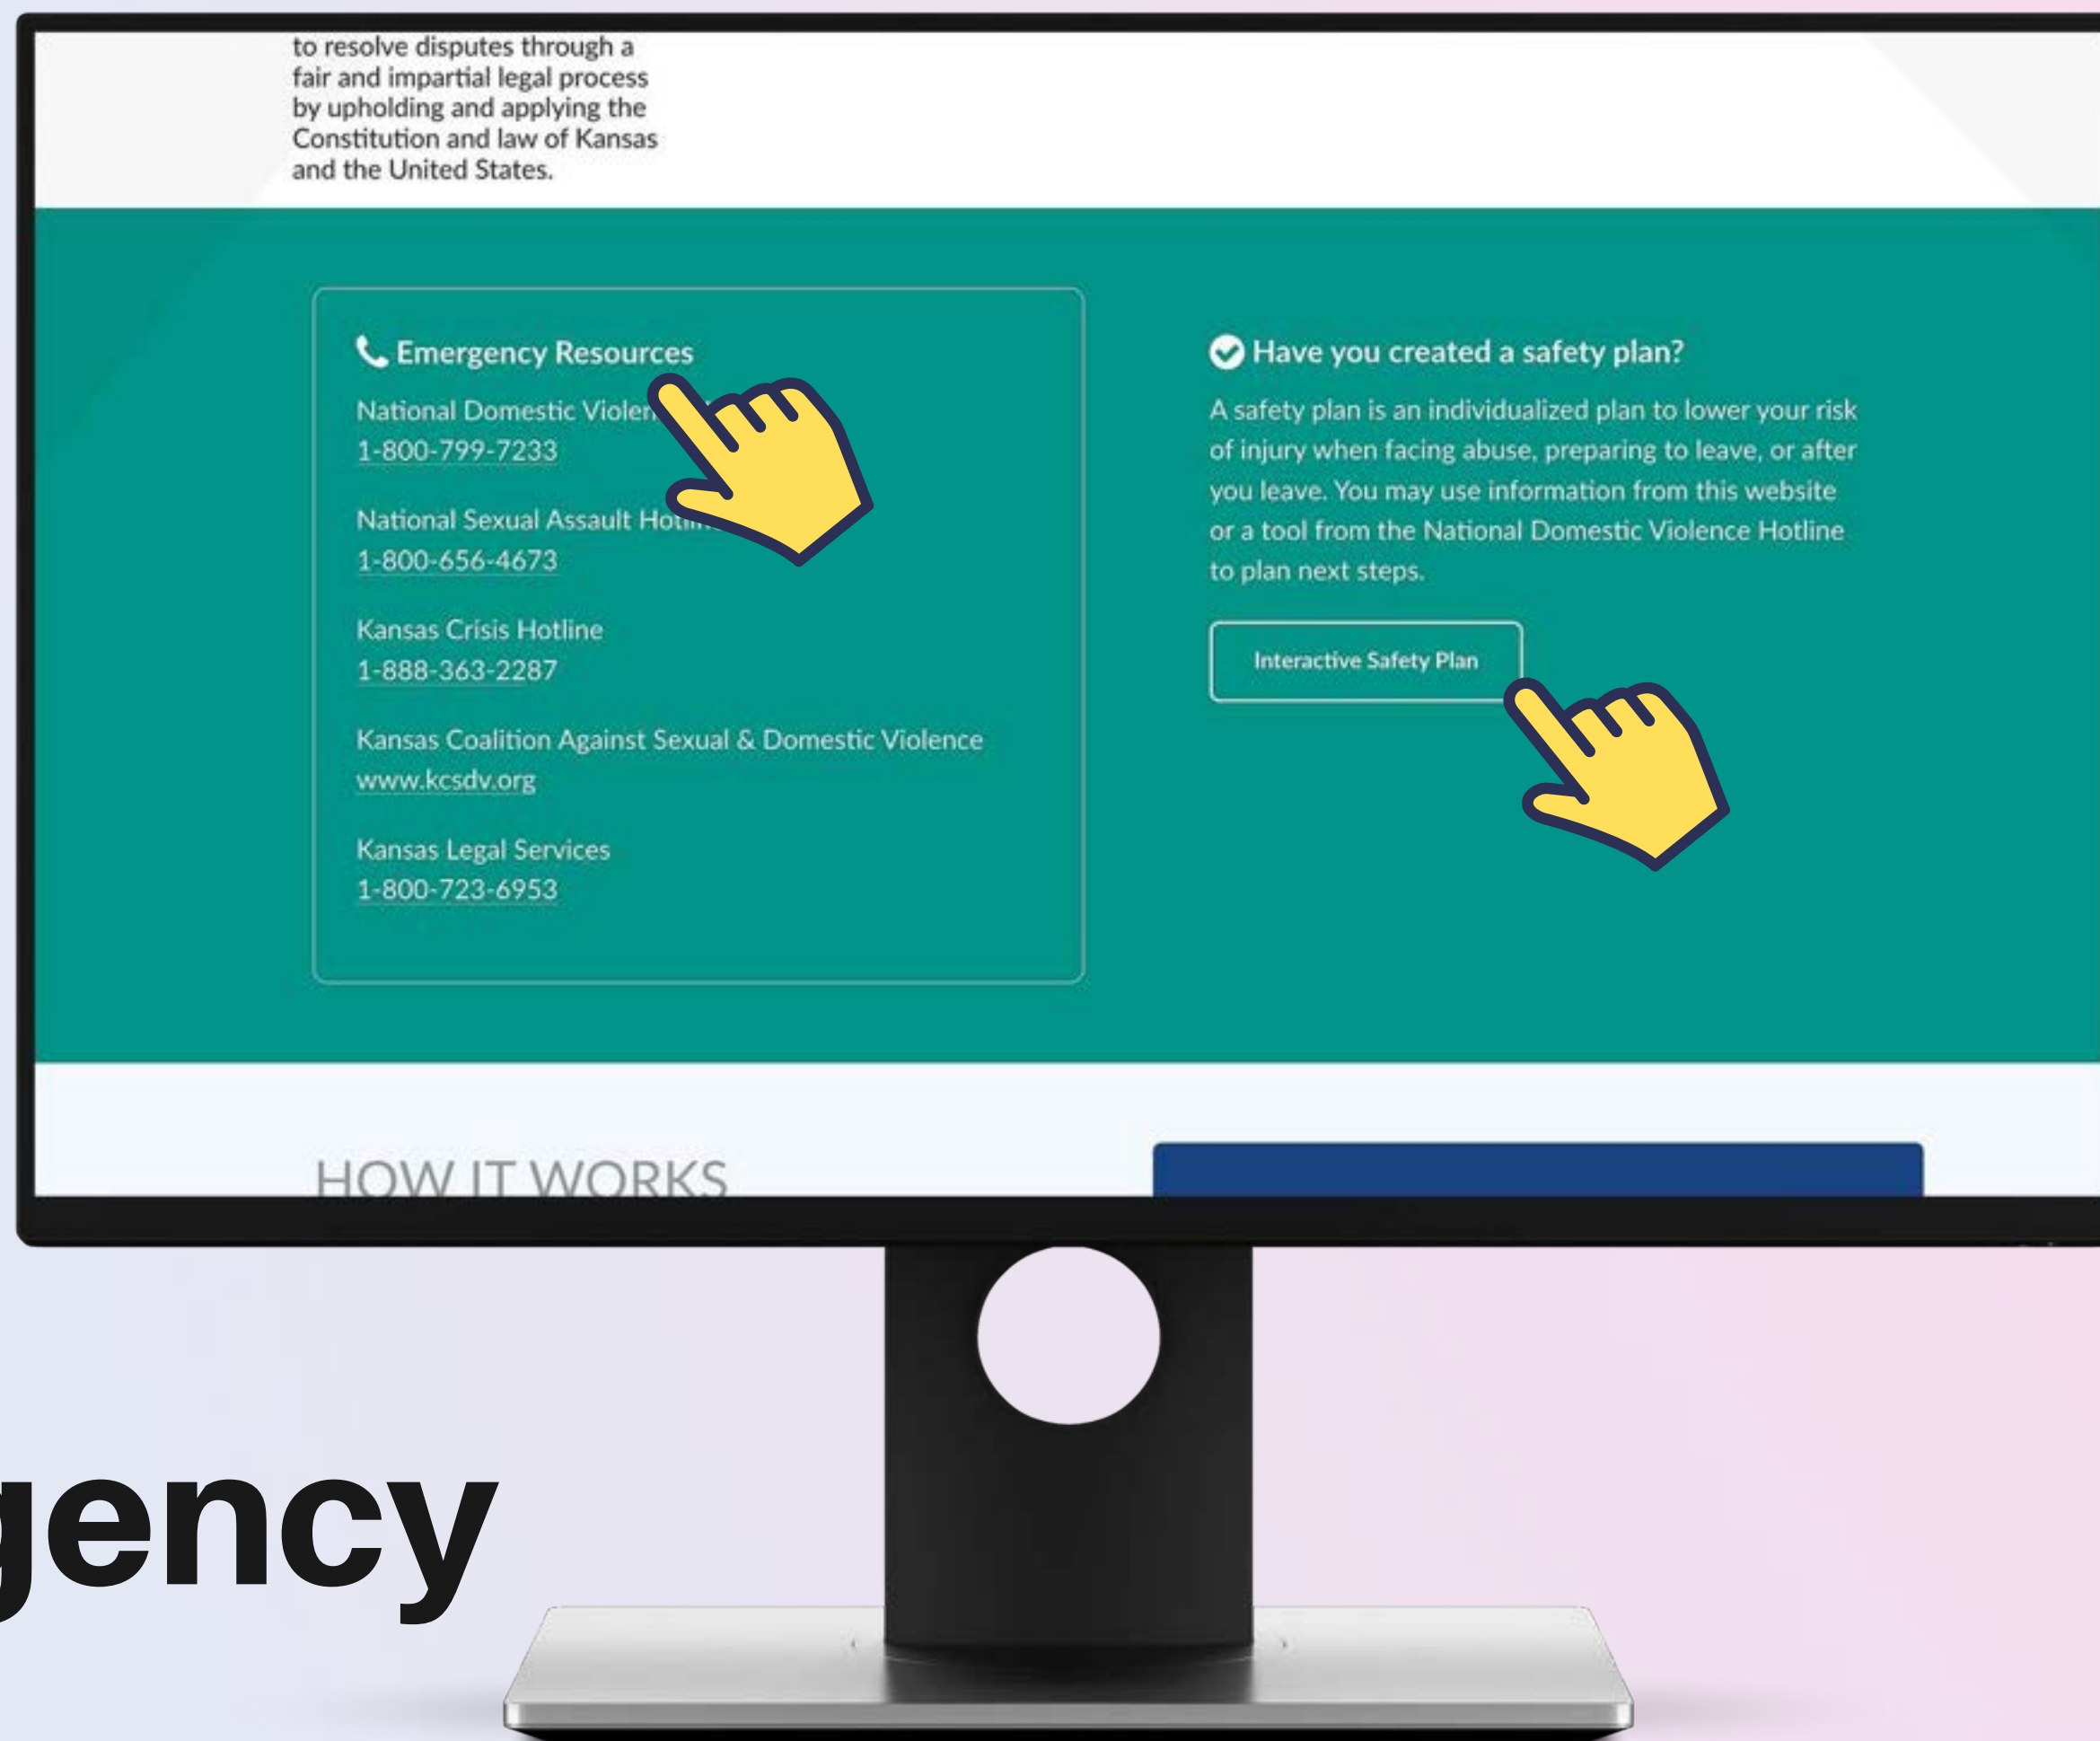 to resolve disputes through a
fair and impartial legal process
by upholding and applying the
Constitution and law of Kansas
and the United States.
Emergency Resources
National Domestic
1-800-799-7233
National Sexual Assault
1-800-656-4673
Kansas Crisis Hotline
1-888-363-2287
Kansas Coalition Against Sexual & Domestic Violence
www.kcsdv.org
Kansas Legal Services
1-800-723-6953
Have you created a safety plan?
A safety plan is an individualized plan to lower your risk
of injury when facing abuse, preparing to leave, or after
you leave. You may use information from this website
or a tool from the National Domestic Violence Hotline
to plan next steps.
Interactive Safety Plan
HOW IT WORKS
gency